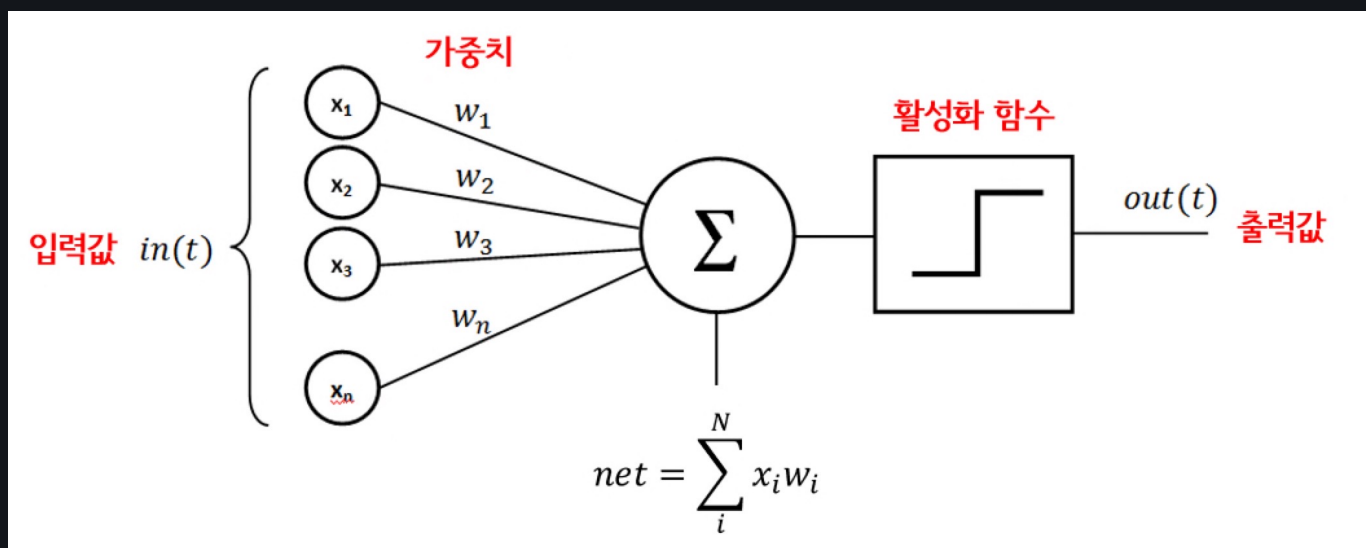 가중치
x₁
w₁
활성화 함수
x₂
w₂
out(t)
출력값
입력값 in(t)
x₃
w₃
Σ
wₙ
xₙ
N
net = ∑ xᵢwᵢ
i